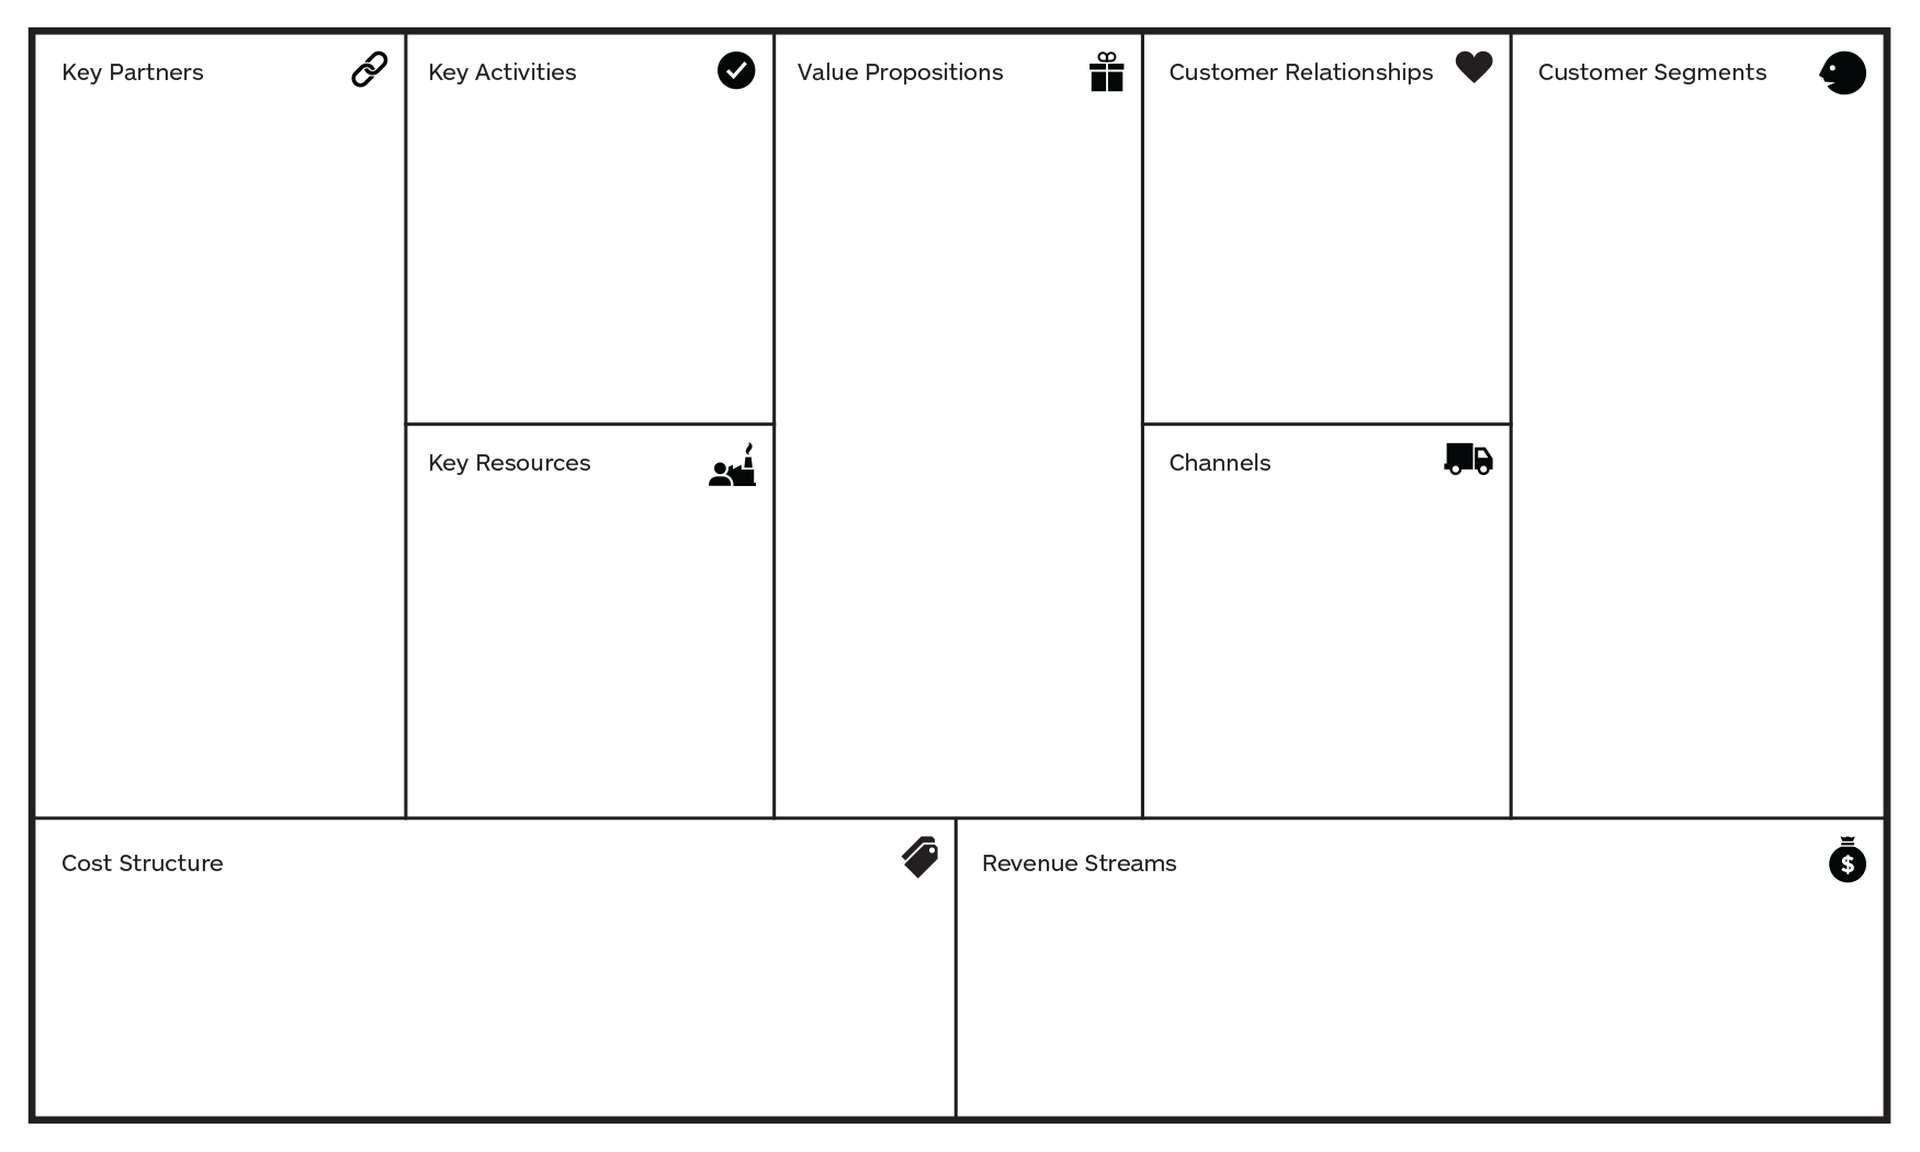 Key Partners
Key Activities
Value Propositions
Customer Relationships
Customer Segments
Key Resources
Channels
Cost Structure
Revenue Streams
$